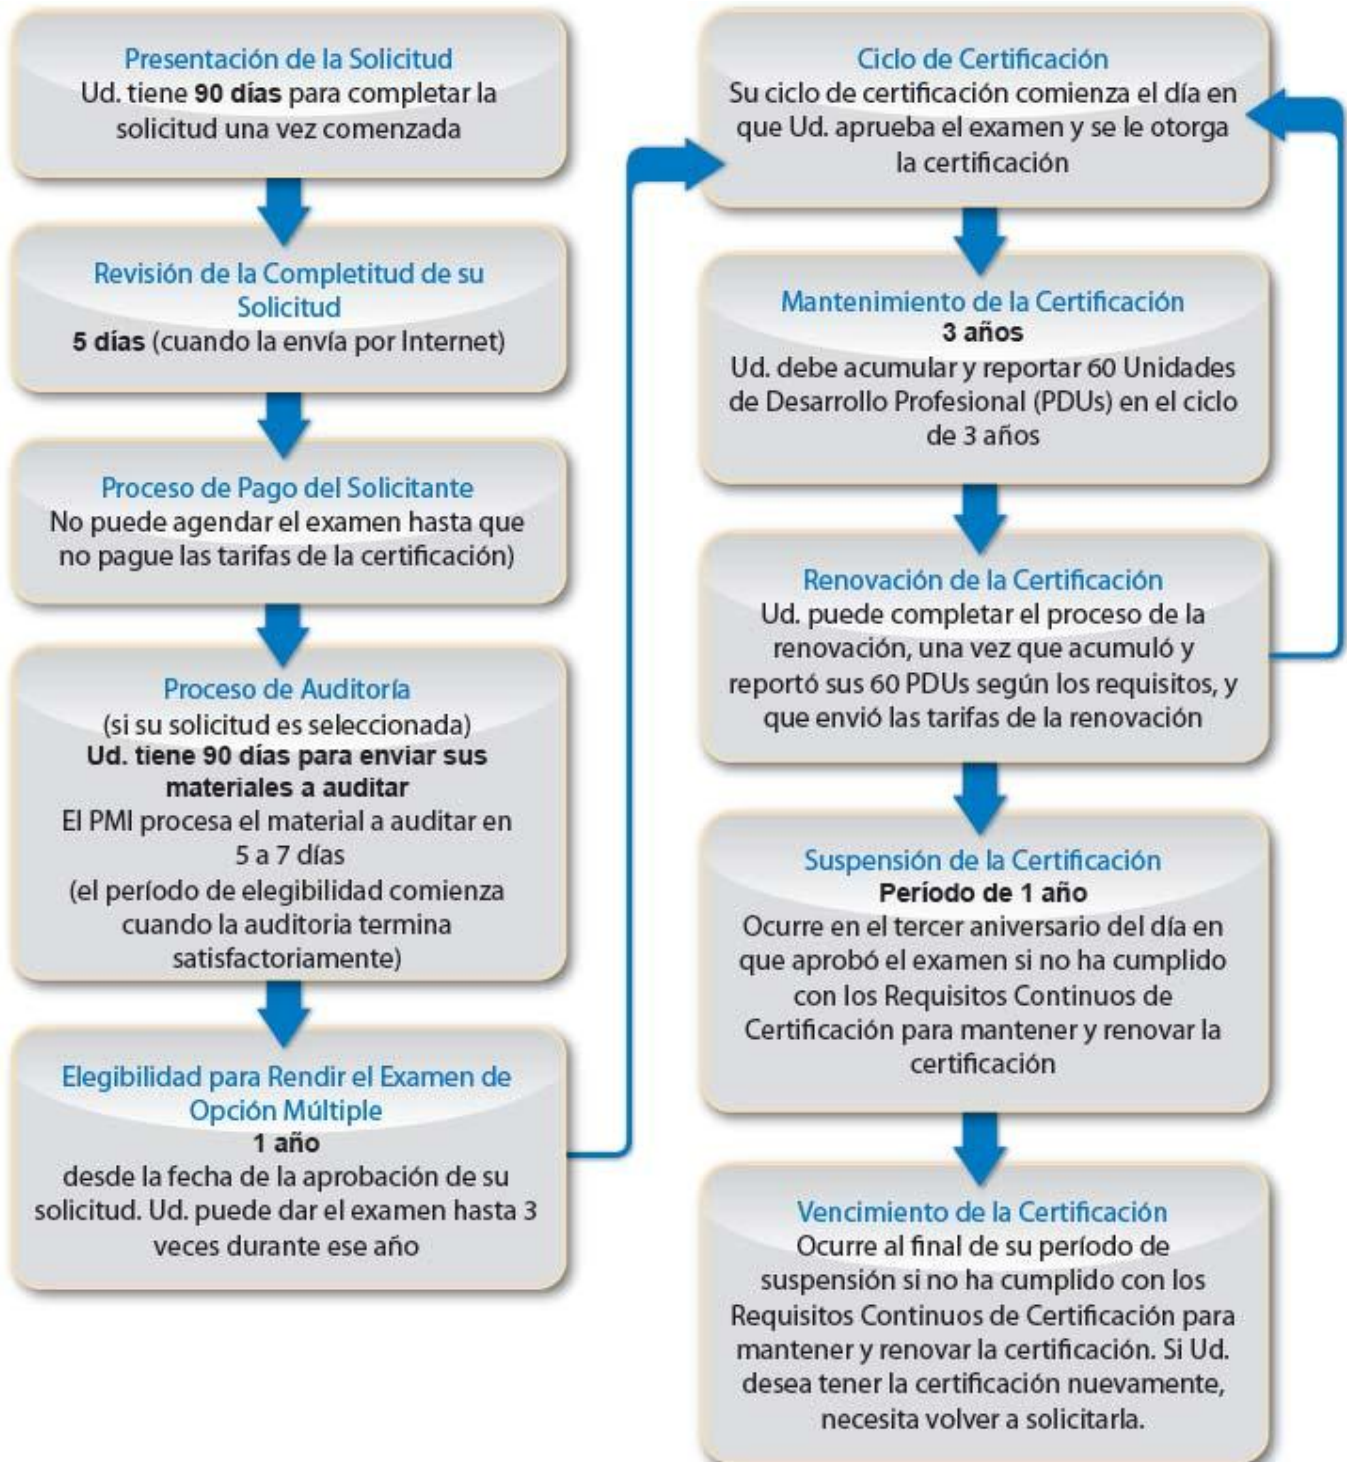 Presentación de la Solicitud
Ud. tiene 90 días para completar la
solicitud una vez comenzada
Revisión de la Completitud de su
Solicitud
5 días (cuando la envía por Internet)
Proceso de Pago del Solicitante
No puede agendar el examen hasta que
no pague las tarifas de la certificación)
Proceso de Auditoría
(si su solicitud es seleccionada)
Ud. tiene 90 días para enviar sus
materiales a auditar
El PMI procesa el material a auditar en
5 a 7 días
(el período de elegibilidad comienza
cuando la auditoria termina
satisfactoriamente)
Elegibilidad para Rendir el Examen de
Opción Múltiple
1 año
desde la fecha de la aprobación de su
solicitud. Ud. puede dar el examen hasta 3
veces durante ese año
Ciclo de Certificación
Su ciclo de certificación comienza el día en
que Ud. aprueba el examen y se le otorga
la certificación
Mantenimiento de la Certificación
3 años
Ud. debe acumular y reportar 60 Unidades
de Desarrollo Profesional (PDUs) en el ciclo
de 3 años
Renovación de la Certificación
Ud. puede completar el proceso de la
renovación, una vez que acumuló y
reportó sus 60 PDUs según los requisitos, y
que envió las tarifas de la renovación
Suspensión de la Certificación
Período de 1 año
Ocurre en el tercer aniversario del día en
que aprobó el examen si no ha cumplido
con los Requisitos Continuos de
Certificación para mantener y renovar la
certificación
Vencimiento de la Certificación
Ocurre al final de su período de
suspensión si no ha cumplido con los
Requisitos Continuos de Certificación para
mantener y renovar la certificación. Si Ud.
desea tener la certificación nuevamente,
necesita volver a solicitarla.